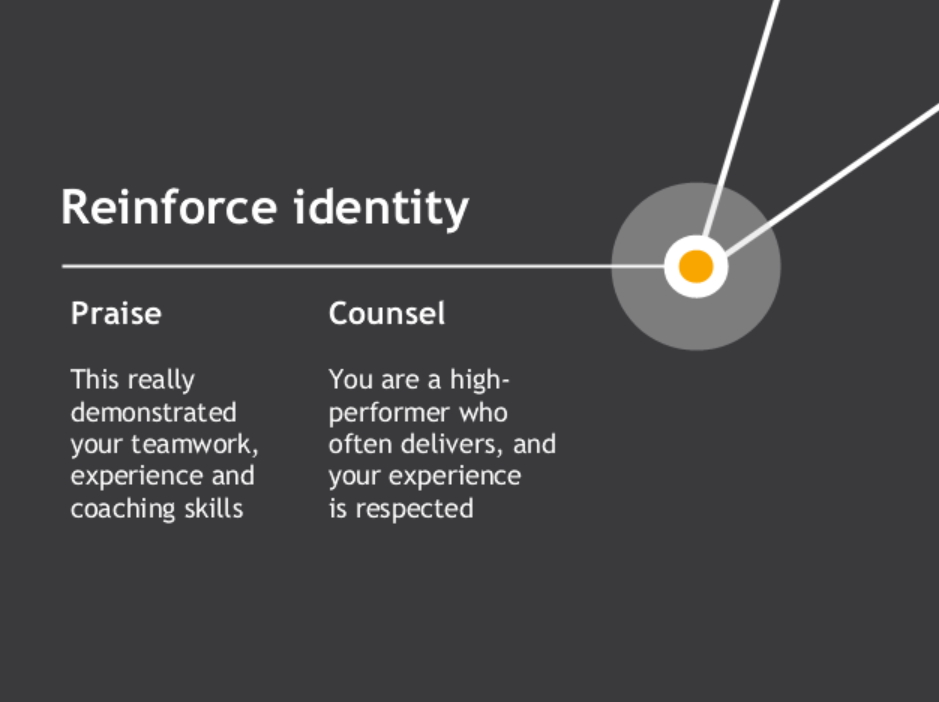 Reinforce identity
Praise
This really
demonstrated
your teamwork,
experience and
coaching skills
Counsel
You are a high-
performer who
often delivers, and
your experience
is respected